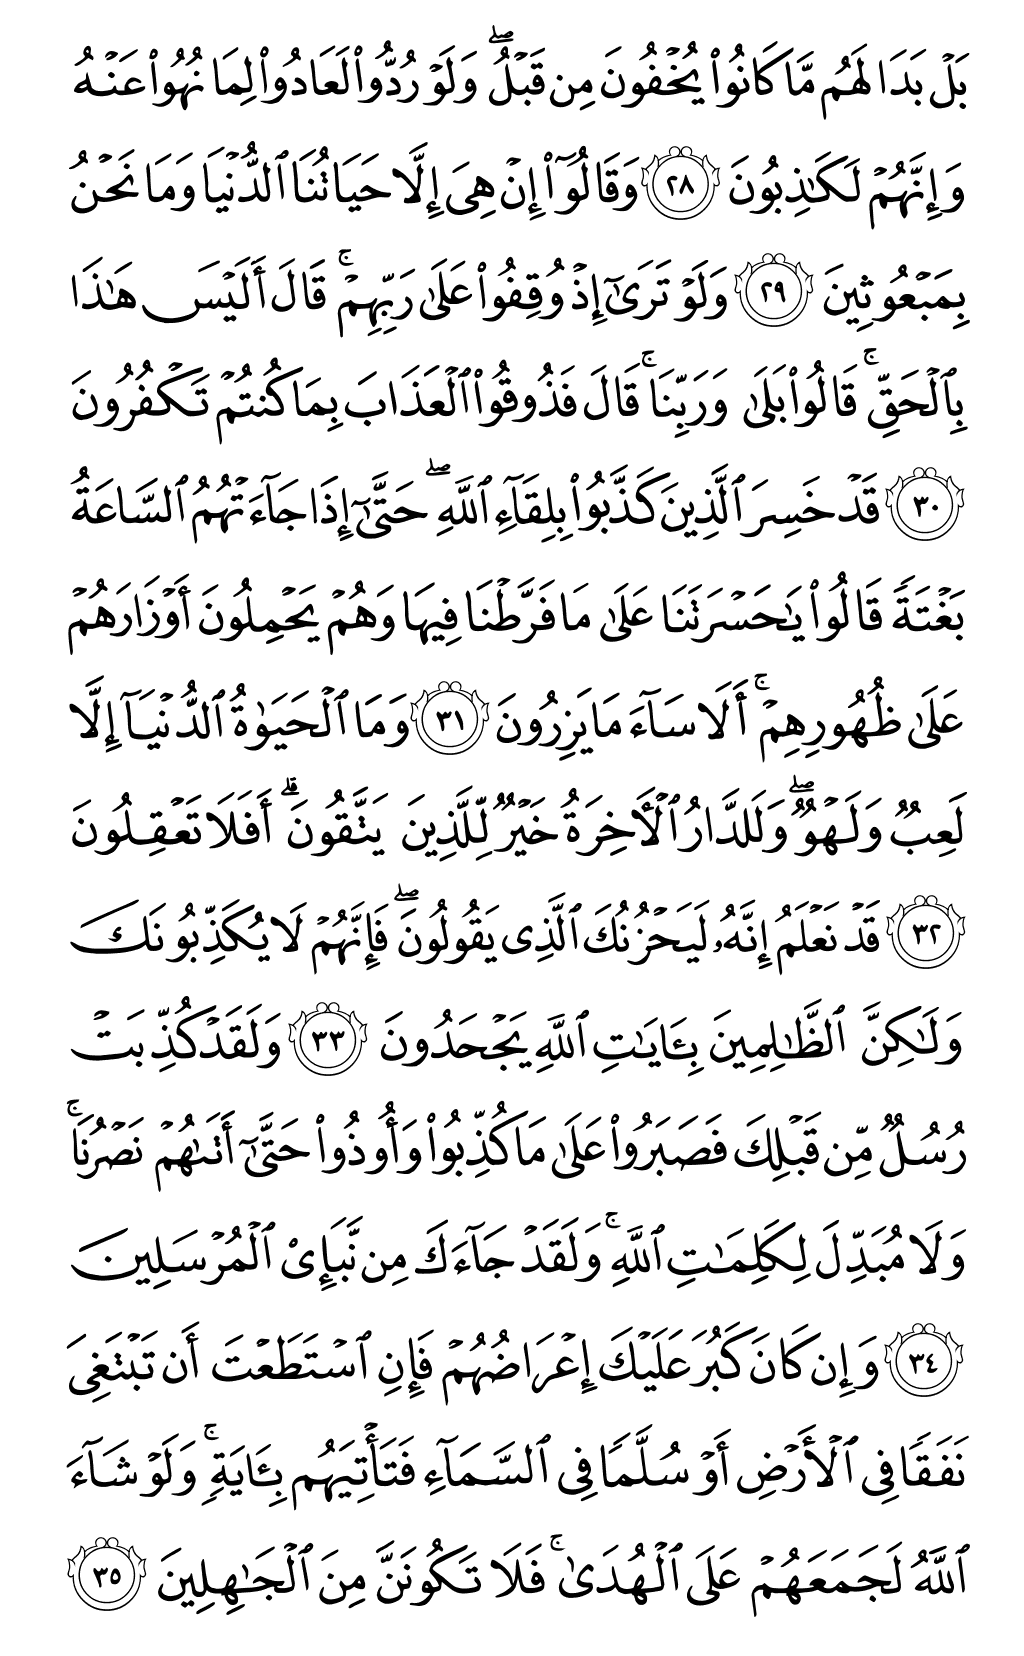 بَلۡ بَدَا لَهُم مَّا كَانُواْ يُخۡفُونَ مِن قَبۡلُۖ وَلَوۡ رُدُّواْ لَعَادُواْ لِمَا نُهُواْ عَنۡهُ
وَإِنَّهُمۡ لَكَٰذِبُونَ ٢٨ وَقَالُوٓاْ إِنۡ هِيَ إِلَّا حَيَاتُنَا ٱلدُّنۡيَا وَمَا نَحۡنُ
بِمَبۡعُوثِينَ ٢٩ وَلَوۡ تَرَىٰٓ إِذۡ وُقِفُواْ عَلَىٰ رَبِّهِمۡۚ قَالَ أَلَيۡسَ هَٰذَا
بِٱلۡحَقِّۚ قَالُواْ بَلَىٰ وَرَبِّنَاۚ قَالَ فَذُوقُواْ ٱلۡعَذَابَ بِمَا كُنتُمۡ تَكۡفُرُونَ
٣٠ قَدۡ خَسِرَ ٱلَّذِينَ كَذَّبُواْ بِلِقَآءِ ٱللَّهِۖ حَتَّىٰٓ إِذَا جَآءَتۡهُمُ ٱلسَّاعَةُ
بَغۡتَةٗ قَالُواْ يَٰحَسۡرَتَنَا عَلَىٰ مَا فَرَّطۡنَا فِيهَا وَهُمۡ يَحۡمِلُونَ أَوۡزَارَهُمۡ
عَلَىٰ ظُهُورِهِمۡۚ أَلَا سَآءَ مَا يَزِرُونَ ٣١ وَمَا ٱلۡحَيَوٰةُ ٱلدُّنۡيَآ إِلَّا
لَعِبٞ وَلَهۡوٞۖ وَلَلدَّارُ ٱلۡأٓخِرَةُ خَيۡرٞ لِّلَّذِينَ يَتَّقُونَۚ أَفَلَا تَعۡقِلُونَ
٣٢ قَدۡ نَعۡلَمُ إِنَّهُۥ لَيَحۡزُنُكَ ٱلَّذِي يَقُولُونَۖ فَإِنَّهُمۡ لَا يُكَذِّبُونَكَ
وَلَٰكِنَّ ٱلظَّٰلِمِينَ بِـَٔايَٰتِ ٱللَّهِ يَجۡحَدُونَ ٣٣ وَلَقَدۡ كُذِّبَتۡ
رُسُلٞ مِّن قَبۡلِكَ فَصَبَرُواْ عَلَىٰ مَا كُذِّبُواْ وَأُوذُواْ حَتَّىٰٓ أَتَىٰهُمۡ نَصۡرُنَاۚ
وَلَا مُبَدِّلَ لِكَلِمَٰتِ ٱللَّهِۚ وَلَقَدۡ جَآءَكَ مِن نَّبَإِيْ ٱلۡمُرۡسَلِينَ
٣٤ وَإِن كَانَ كَبُرَ عَلَيۡكَ إِعۡرَاضُهُمۡ فَإِنِ ٱسۡتَطَعۡتَ أَن تَبۡتَغِيَ
نَفَقٗا فِي ٱلۡأَرۡضِ أَوۡ سُلَّمٗا فِي ٱلسَّمَآءِ فَتَأۡتِيَهُم بِـَٔايَةٖۚ وَلَوۡ شَآءَ
ٱللَّهُ لَجَمَعَهُمۡ عَلَى ٱلۡهُدَىٰۚ فَلَا تَكُونَنَّ مِنَ ٱلۡجَٰهِلِينَ ٣٥